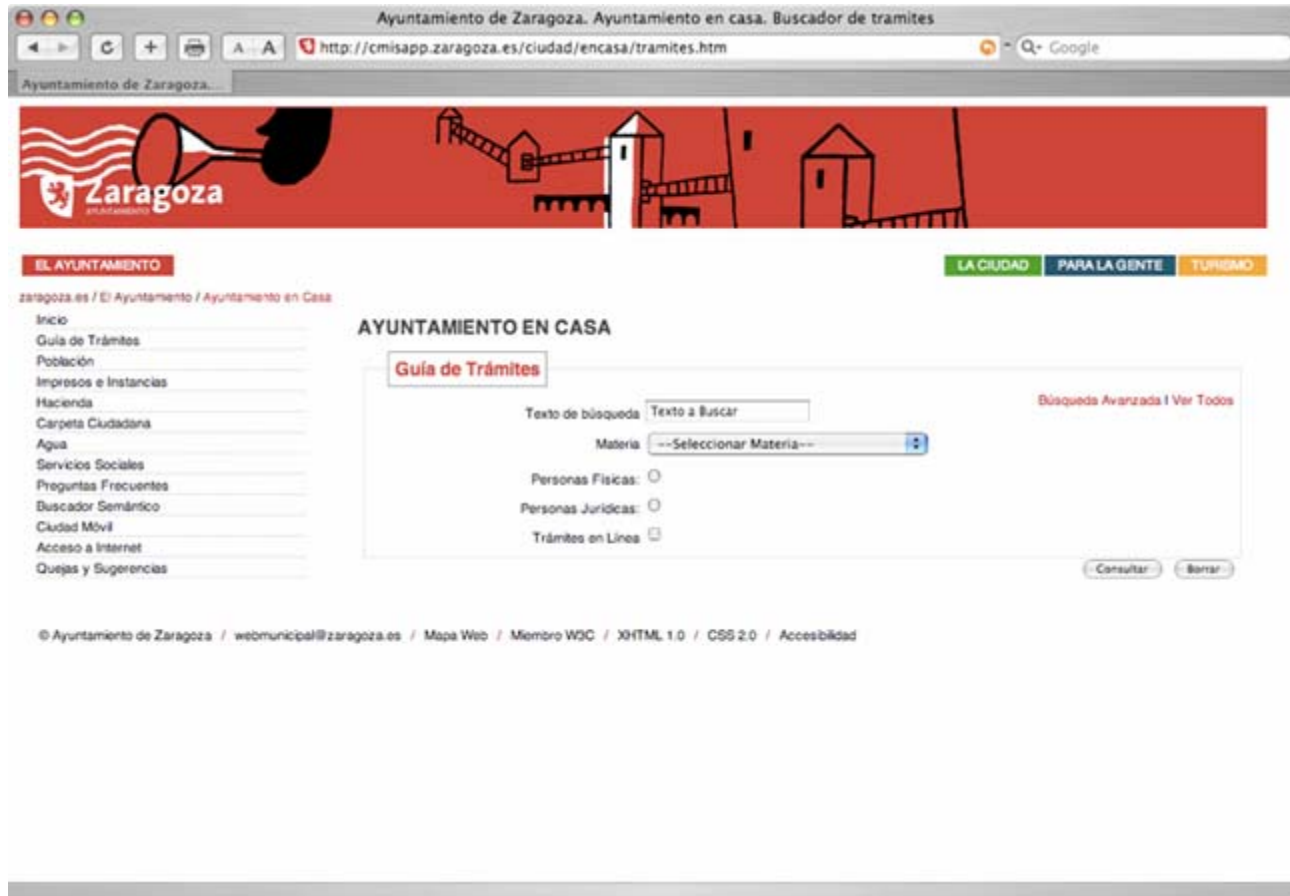 Ayuntamiento de Zaragoza. Ayuntamiento en casa. Buscador de tramites
A A http://cmisapp.zaragoza.es/ciudad/encasa/tramites.htm Google
Ayuntamiento de Zaragoza....
Zaragoza
AYUNTAMIENTO
EL AYUNTAMIENTO LA CIUDAD PARA LA GENTE TURISMO
zaragoza.es / El Ayuntamiento / Ayuntamiento en Casa
Inicio
Guía de Trámites
Población
Impresos e Instancias
Hacienda
Carpeta Ciudadana
Agua
Servicios Sociales
Preguntas Frecuentes
Buscador Semántico
Ciudad Móvil
Acceso a Internet
Quejas y Sugerencias
AYUNTAMIENTO EN CASA
Guía de Trámites
Búsqueda Avanzada | Ver Todos
Texto de búsqueda Texto a Buscar
Materia --Seleccionar Materia--
Personas Físicas:
Personas Jurídicas:
Trámites en Línea
Consultar Borrar
© Ayuntamiento de Zaragoza / webmunicipal@zaragoza.es / Mapa Web / Miembro W3C / XHTML 1.0 / CSS 2.0 / Accesibilidad